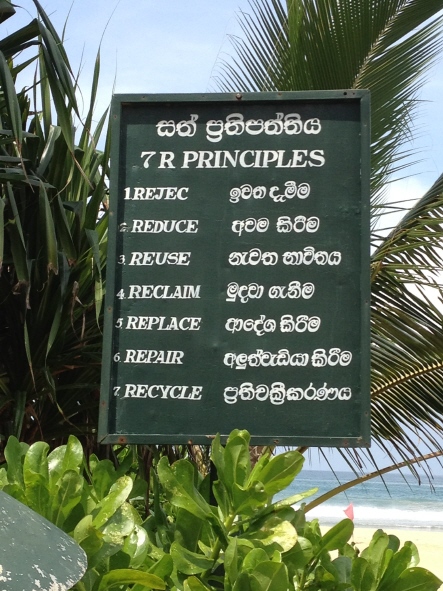 සත් ප්‍රතිපත්තිය
7 R PRINCIPLES
1 REJEC ඉවත දැමීම
2 REDUCE අවම කිරීම
3 REUSE නැවත භාවිතය
4 RECLAIM මුදවා ගැනීම
5 REPLACE ආදේශ කිරීම
6 REPAIR අලුත්වැඩියා කිරීම
7 RECYCLE ප්‍රතිචක්‍රීකරණය